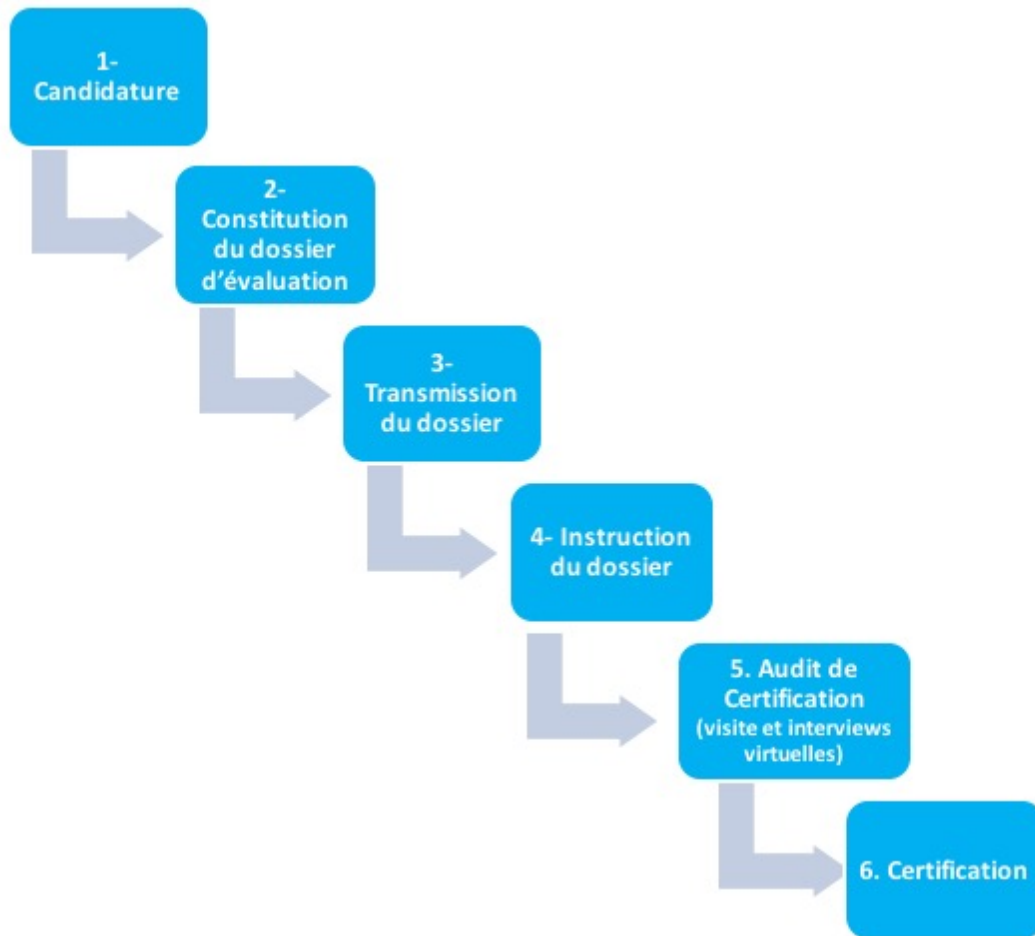 1-
Candidature
2-
Constitution
du dossier
d’évaluation
3-
Transmission
du dossier
4- Instruction
du dossier
5. Audit de
Certification
(visite et interviews
virtuelles)
6. Certification